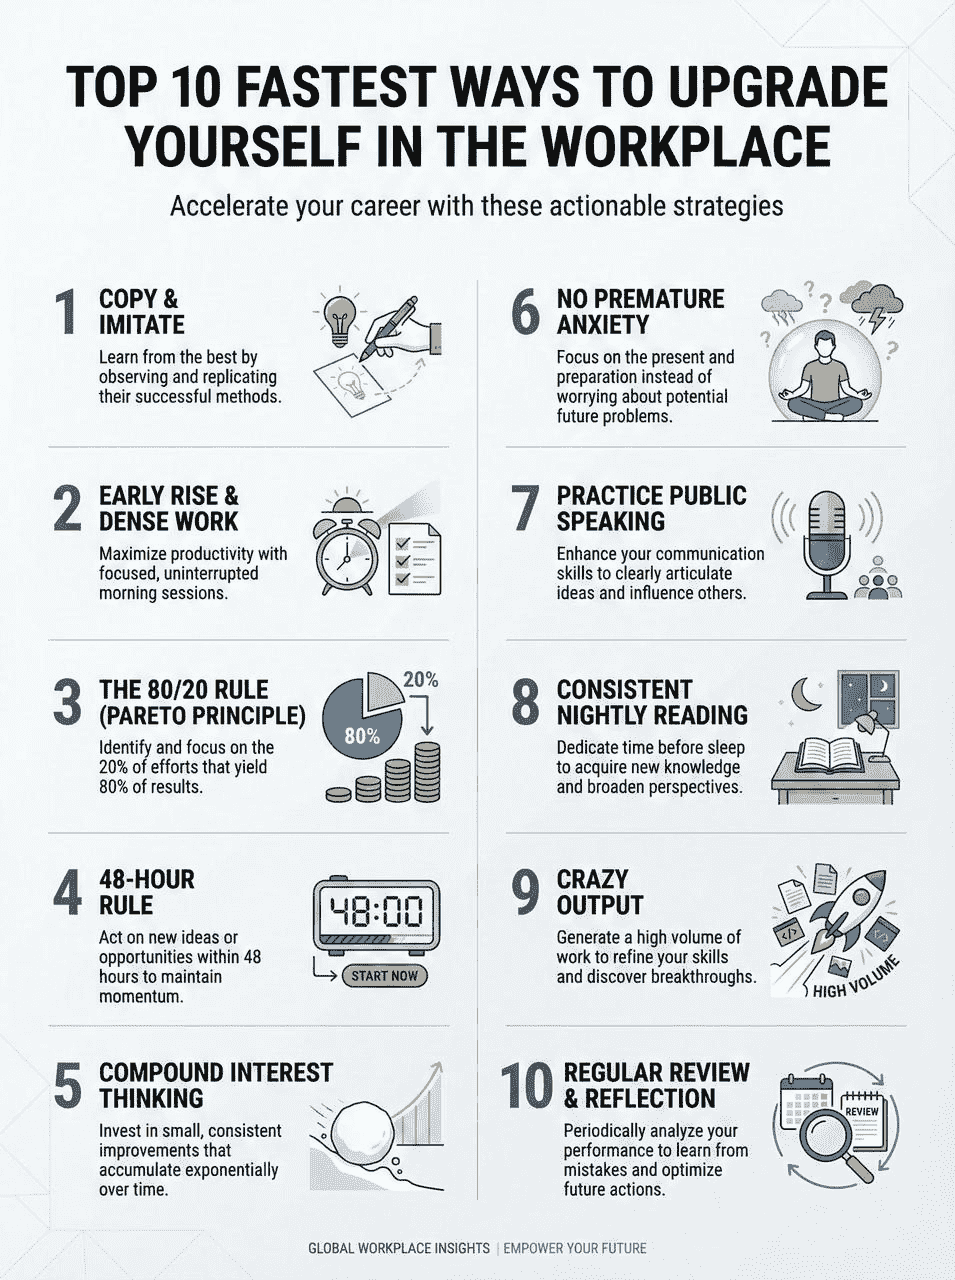 TOP 10 FASTEST WAYS TO UPGRADE
YOURSELF IN THE WORKPLACE
Accelerate your career with these actionable strategies
1
COPY &
IMITATE
Learn from the best by
observing and replicating
their successful methods.
2
EARLY RISE &
DENSE WORK
Maximize productivity with
focused, uninterrupted
morning sessions.
3
THE 80/20 RULE
(PARETO PRINCIPLE)
Identify and focus on the
20% of efforts that yield
80% of results.
20%
80%
4
48-HOUR
RULE
Act on new ideas or
opportunities within 48
hours to maintain
momentum.
48:00
START NOW
5
COMPOUND INTEREST
THINKING
Invest in small, consistent
improvements that
accumulate exponentially
over time.
6
NO PREMATURE
ANXIETY
Focus on the present and
preparation instead of
worrying about potential
future problems.
? ? ? ?
7
PRACTICE PUBLIC
SPEAKING
Enhance your communication
skills to clearly articulate
ideas and influence others.
8
CONSISTENT
NIGHTLY READING
Dedicate time before sleep
to acquire new knowledge
and broaden perspectives.
9
CRAZY
OUTPUT
Generate a high volume of
work to refine your skills
and discover breakthroughs.
</>
HIGH VOLUME
10
REGULAR REVIEW
& REFLECTION
Periodically analyze your
performance to learn from
mistakes and optimize
future actions.
REVIEW
GLOBAL WORKPLACE INSIGHTS | EMPOWER YOUR FUTURE